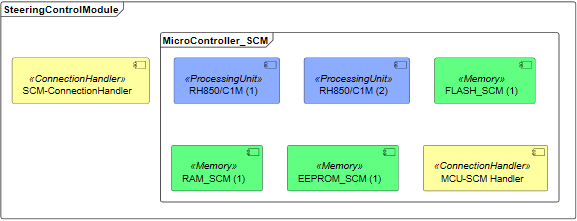 SteeringControlModule
MicroController_SCM
«ConnectionHandler»
SCM-ConnectionHandler
«ProcessingUnit»
RH850/C1M (1)
«ProcessingUnit»
RH850/C1M (2)
«Memory»
FLASH_SCM (1)
«Memory»
RAM_SCM (1)
«Memory»
EEPROM_SCM (1)
«ConnectionHandler»
MCU-SCM Handler